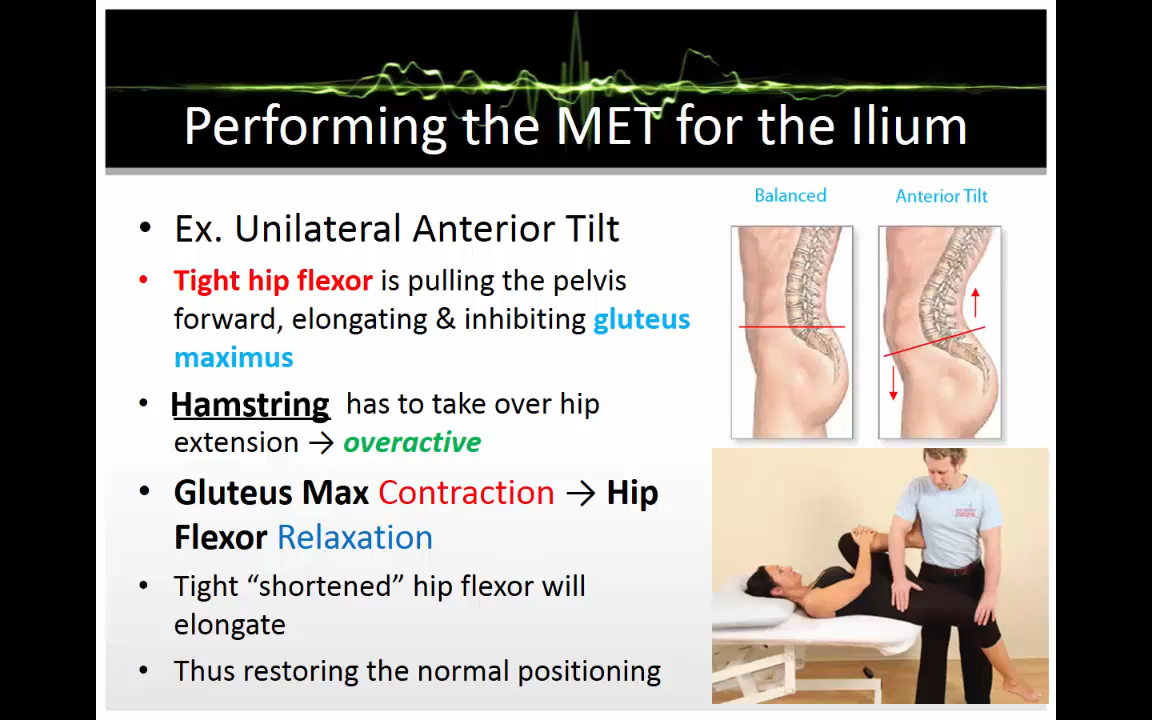 Performing the MET for the Ilium
Balanced
Anterior Tilt
• Ex. Unilateral Anterior Tilt
• Tight hip flexor is pulling the pelvis
forward, elongating & inhibiting gluteus
maximus
• Hamstring has to take over hip
extension → overactive
• Gluteus Max Contraction → Hip
Flexor Relaxation
• Tight “shortened” hip flexor will
elongate
• Thus restoring the normal positioning